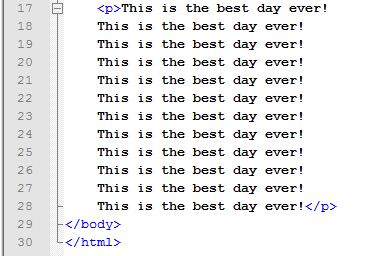 17 <p>This is the best day ever!
18 This is the best day ever!
19 This is the best day ever!
20 This is the best day ever!
21 This is the best day ever!
22 This is the best day ever!
23 This is the best day ever!
24 This is the best day ever!
25 This is the best day ever!
26 This is the best day ever!
27 This is the best day ever!
28 This is the best day ever!</p>
29 </body>
30 </html>